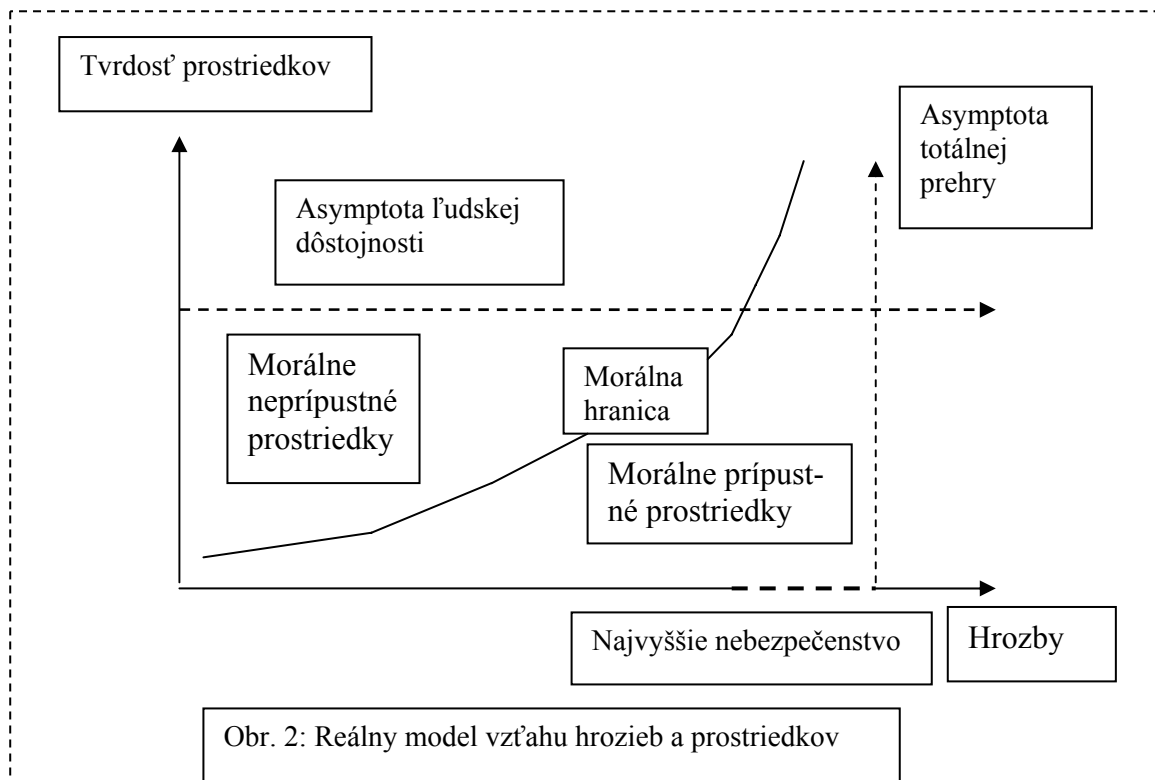 Tvrdosť prostriedkov
Asymptota
totálnej
prehry
Asymptota ľudskej
dôstojnosti
Morálne
neprípustné
prostriedky
Morálna
hranica
Morálne prípust-
né prostriedky
Najvyššie nebezpečenstvo
Hrozby
Obr. 2: Reálny model vzťahu hrozieb a prostriedkov